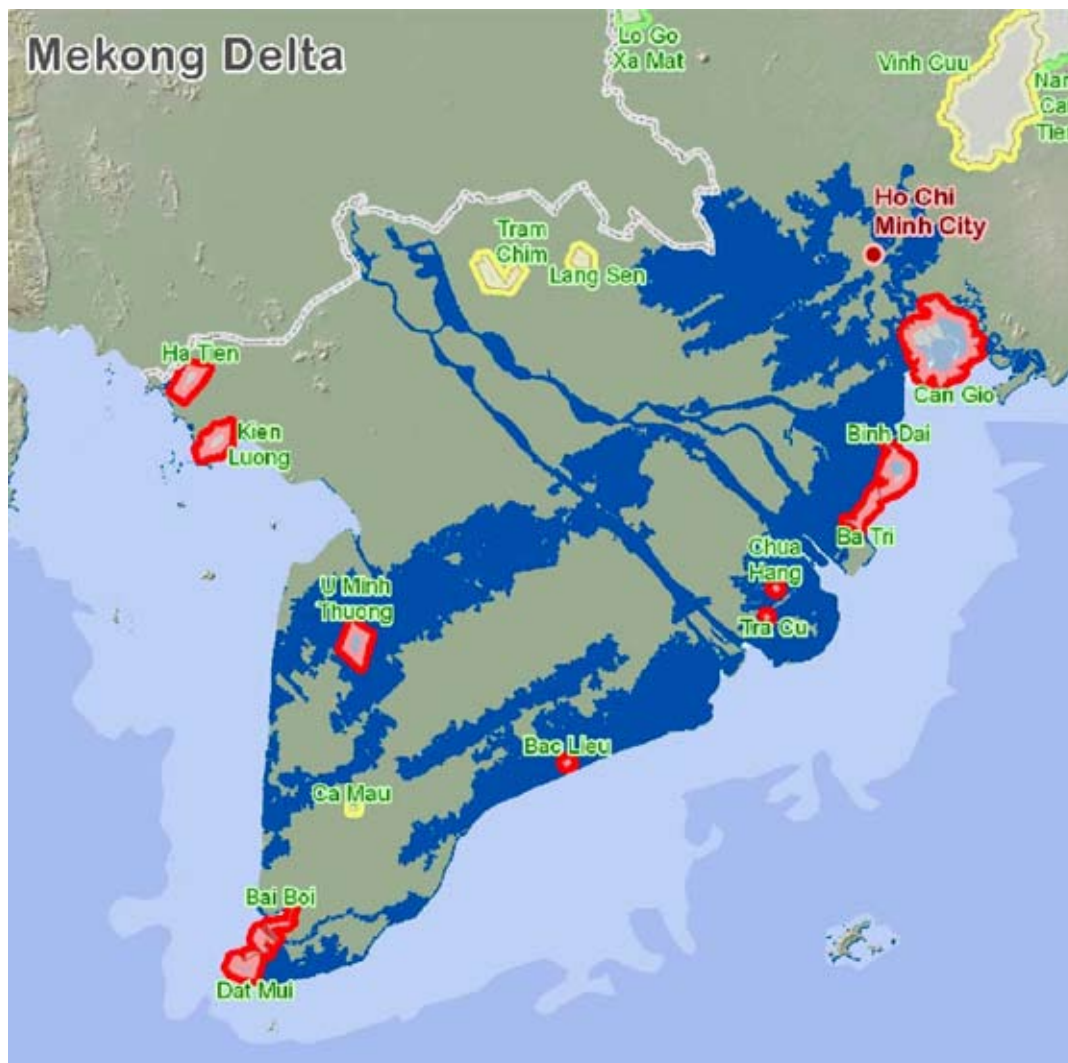 Mekong Delta
Lo Go
Xa Mat
Vinh Cuu
Ho Chi
Minh City
Tram
Chim
Lang Sen
Ha Tien
Kien
Luong
Can Gio
Binh Dai
Ba Tri
Chua
Hang
Tra Cu
U Minh
Thuong
Bac Lieu
Ca Mau
Bai Boi
Dat Mui